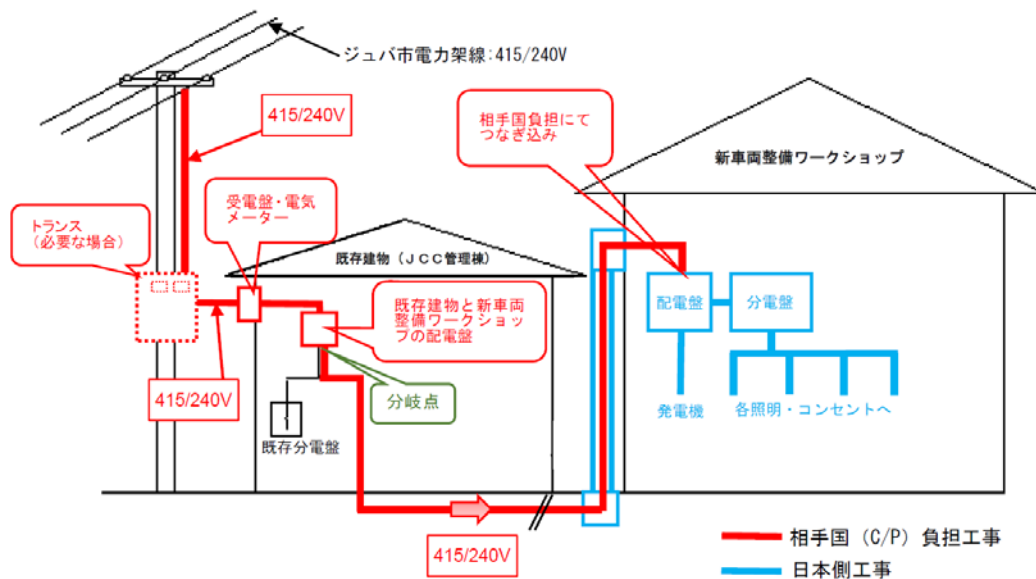 ジュバ市電力架線:415/240V
415/240V
相手国負担にて
つなぎ込み
新車両整備ワークショップ
トランス
(必要な場合)
受電盤・電気
メーター
既存建物（ＪＣＣ管理棟）
既存建物と新車両
整備ワークショッ
プの配電盤
配電盤
分電盤
415/240V
分岐点
発電機
各照明・コンセントへ
既存分電盤
415/240V
相手国（C/P）負担工事
日本側工事